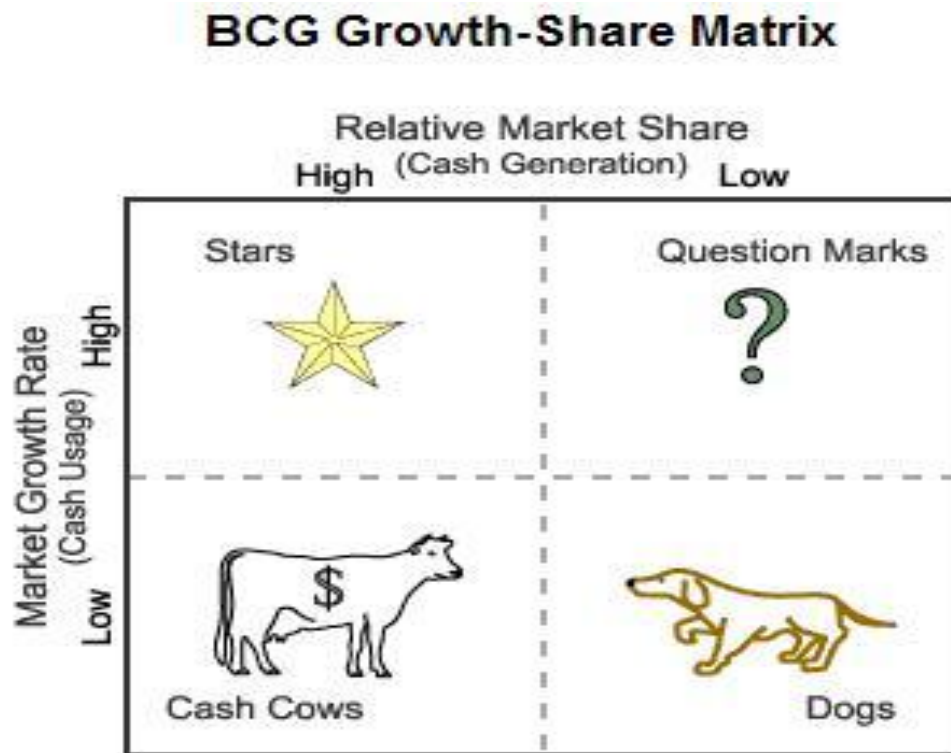 BCG Growth-Share Matrix
Relative Market Share
(Cash Generation)
High
Low
Market Growth Rate
(Cash Usage)
High
Low
Stars
Question Marks
?
$
Cash Cows
Dogs